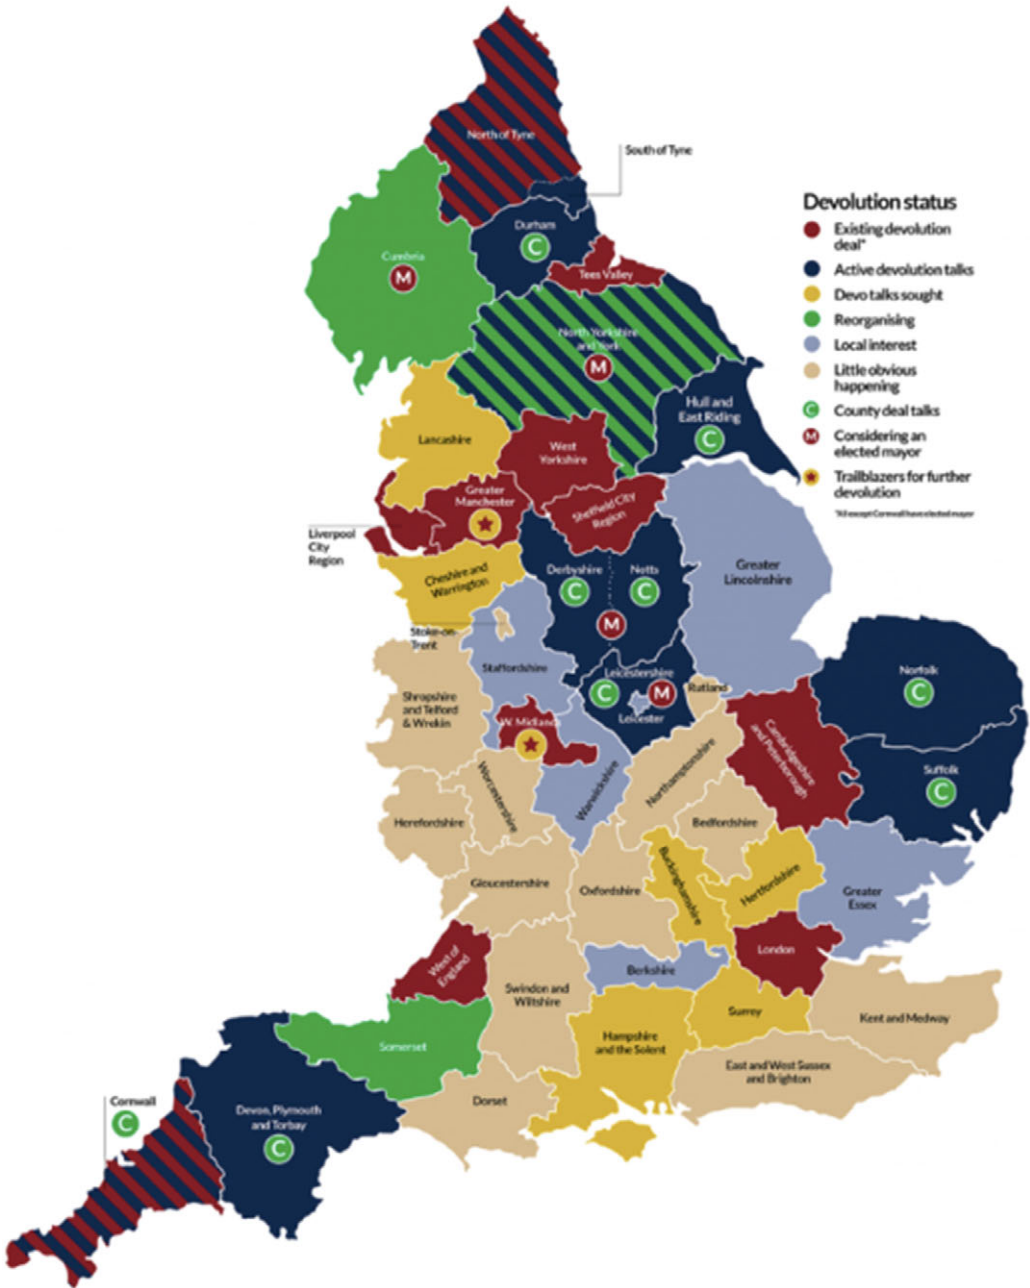 North of Tyne
South of Tyne
Durham
C
Cumbria
M
Tees Valley
North Yorkshire
and York
M
Hull and
East Riding
C
Lancashire
West
Yorkshire
Greater
Manchester
Sheffield City
Region
Liverpool
City
Region
Cheshire and
Warrington
Derbyshire
C
Notts
C
M
Greater
Lincolnshire
Stoke-on-
Trent
Staffordshire
Leicestershire
C
M
Leicester
Rutland
Norfolk
C
Shropshire
and Telford
& Wrekin
W. Midlands
Cambridgeshire
and Peterborough
Suffolk
C
Worcestershire
Warwickshire
Northamptonshire
Herefordshire
Bedfordshire
Gloucestershire
Oxfordshire
Buckinghamshire
Hertfordshire
Greater
Essex
West of
England
London
Berkshire
Swindon and
Wiltshire
Surrey
Kent and Medway
Hampshire
and the Solent
Somerset
East and West Sussex
and Brighton
Dorset
Cornwall
C
Devon, Plymouth
and Torbay
C
Devolution status
Existing devolution
deal*
Active devolution talks
Devo talks sought
Reorganising
Local interest
Little obvious
happening
C County deal talks
M Considering an
elected mayor
Trailblazers for further
devolution
*All except Cornwall have elected mayor